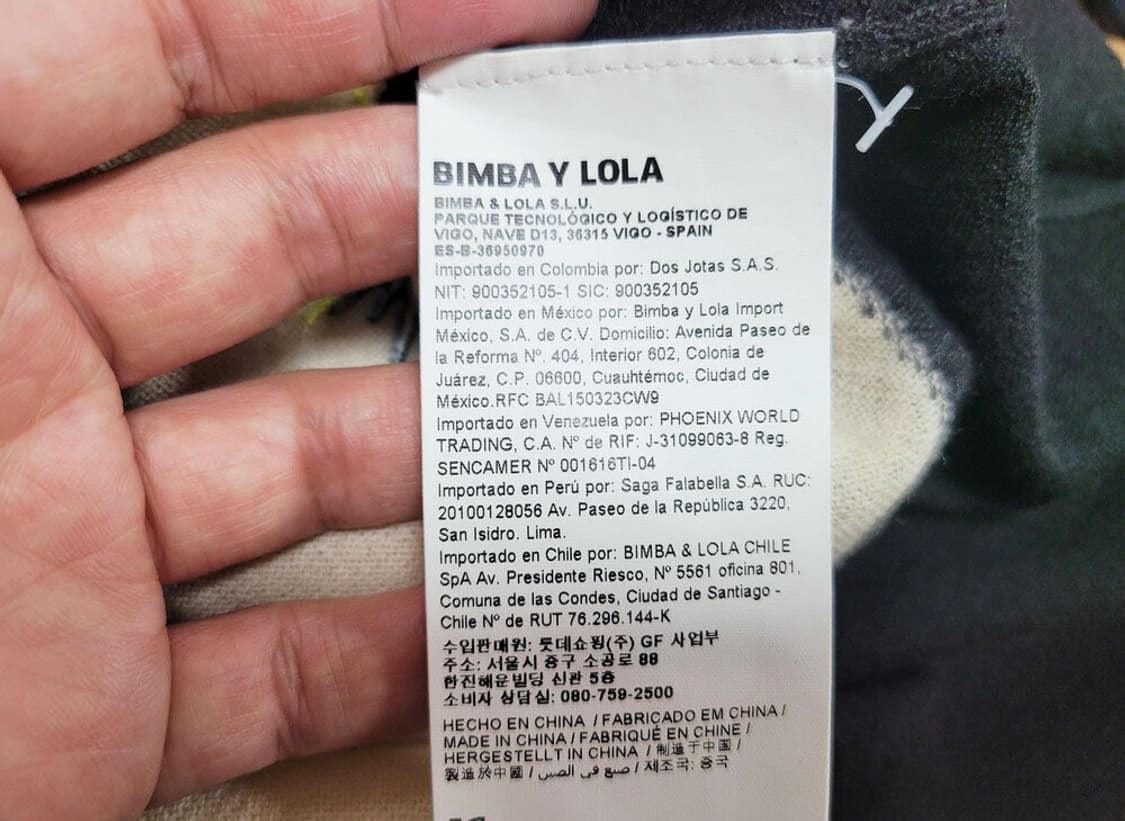 BIMBA Y LOLA
BIMBA & LOLA S.L.U.
PARQUE TECNOLÓGICO Y LOGÍSTICO DE
VIGO, NAVE D13, 36315 VIGO - SPAIN
ES-B-36950970
Importado en Colombia por: Dos Jotas S.A.S.
NIT: 900352105-1 SIC: 900352105
Importado en México por: Bimba y Lola Import
México, S.A. de C.V. Domicilio: Avenida Paseo de
la Reforma Nº. 404, Interior 602, Colonia de
Juárez, C.P. 06600, Cuauhtémoc, Ciudad de
México.RFC BAL150323CW9
Importado en Venezuela por: PHOENIX WORLD
TRADING, C.A. Nº de RIF: J-31099063-8 Reg.
SENCAMER Nº 001616TI-04
Importado en Perú por: Saga Falabella S.A. RUC:
20100128056 Av. Paseo de la República 3220,
San Isidro. Lima.
Importado en Chile por: BIMBA & LOLA CHILE
SpA Av. Presidente Riesco, Nº 5561 oficina 801,
Comuna de las Condes, Ciudad de Santiago -
Chile Nº de RUT 76.296.144-K
수입판매원: 롯데쇼핑(주) GF 사업부
주소: 서울시 중구 소공로 88
한진해운빌딩 신관 5층
소비자 상담실: 080-759-2500
HECHO EN CHINA / FABRICADO EM CHINA /
MADE IN CHINA / FABRIQUÉ EN CHINE /
HERGESTELLT IN CHINA / 制造于中国 /
製造於中國 / صنع في الصين / 제조국: 중국